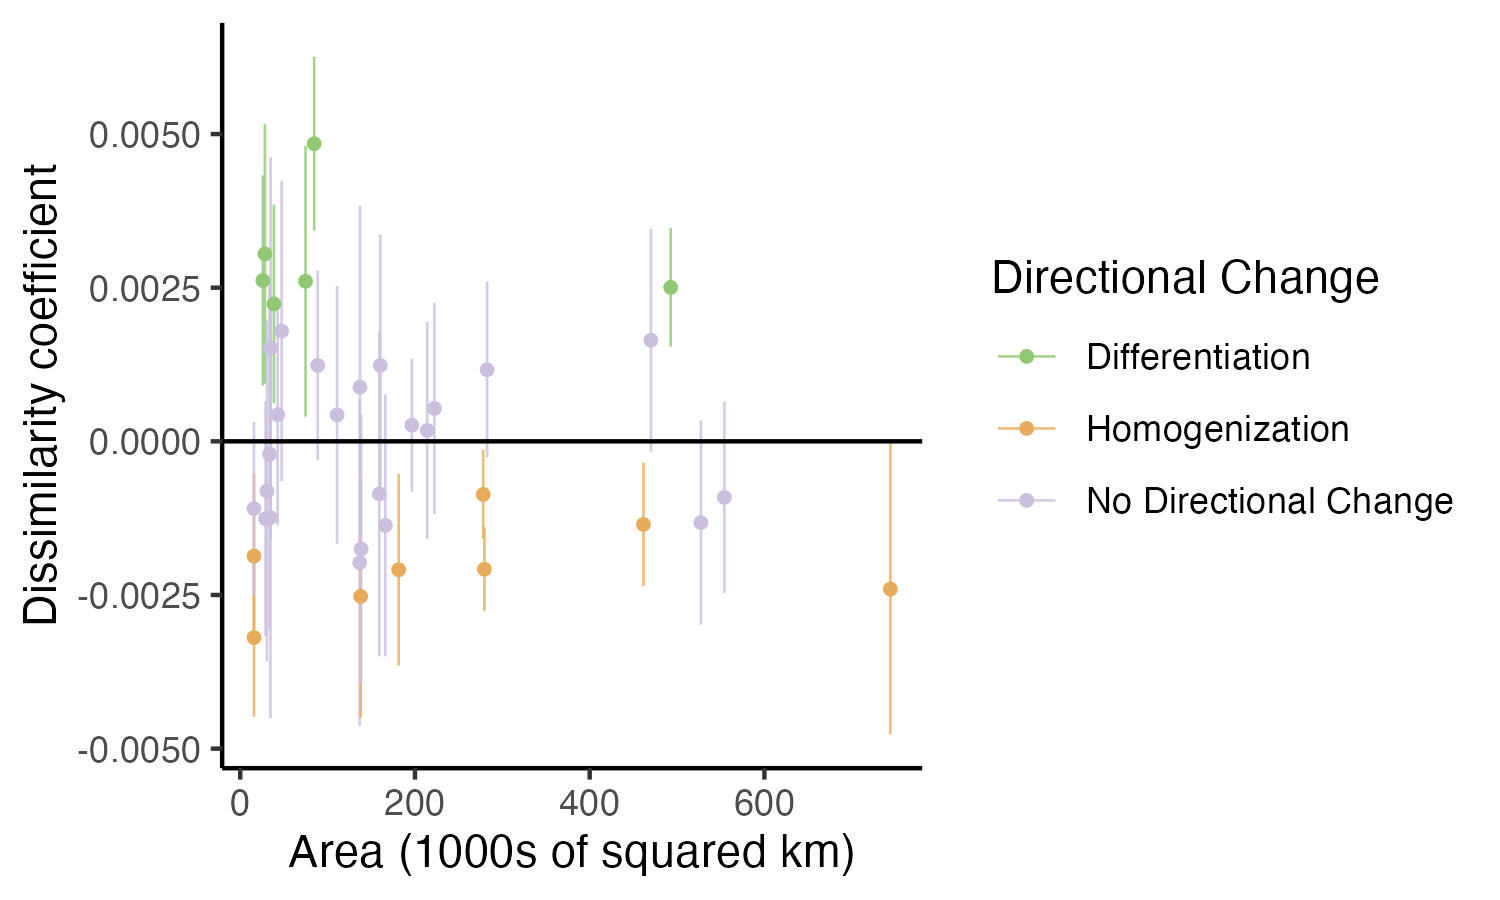 Dissimilarity coefficient
0.0050
0.0025
0.0000
-0.0025
-0.0050
0 200 400 600
Area (1000s of squared km)
Directional Change
Differentiation
Homogenization
No Directional Change